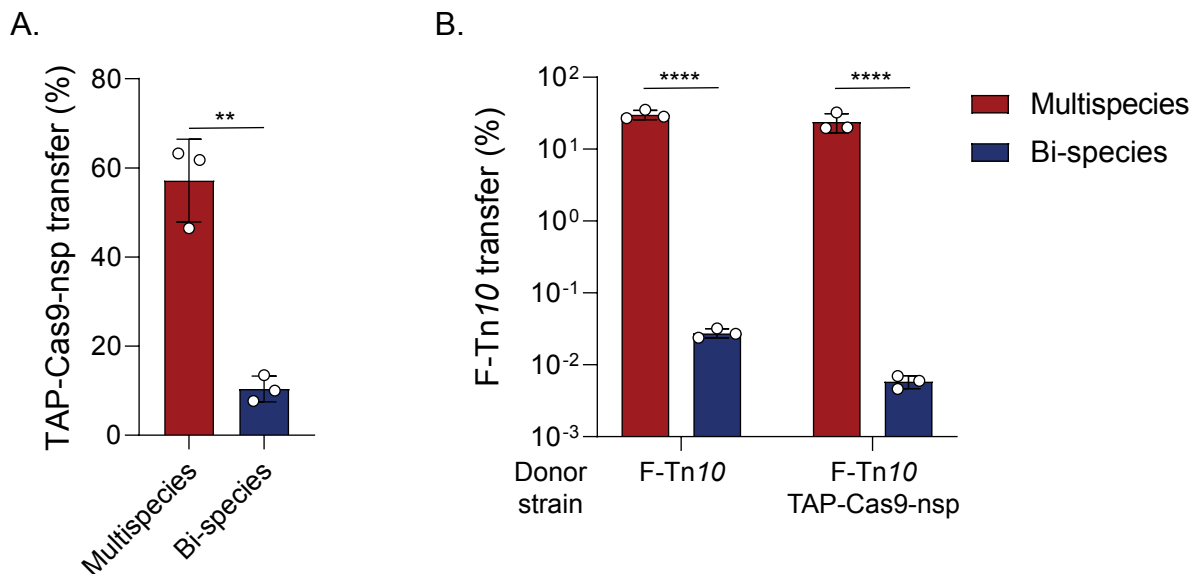 A.
TAP-Cas9-nsp transfer (%)
80
60
40
20
0
**
Multispecies
Bi-species
B.
F-Tn10 transfer (%)
10²
10¹
10⁰
10⁻¹
10⁻²
10⁻³
****
****
Multispecies
Bi-species
Donor
strain
F-Tn10
F-Tn10
TAP-Cas9-nsp